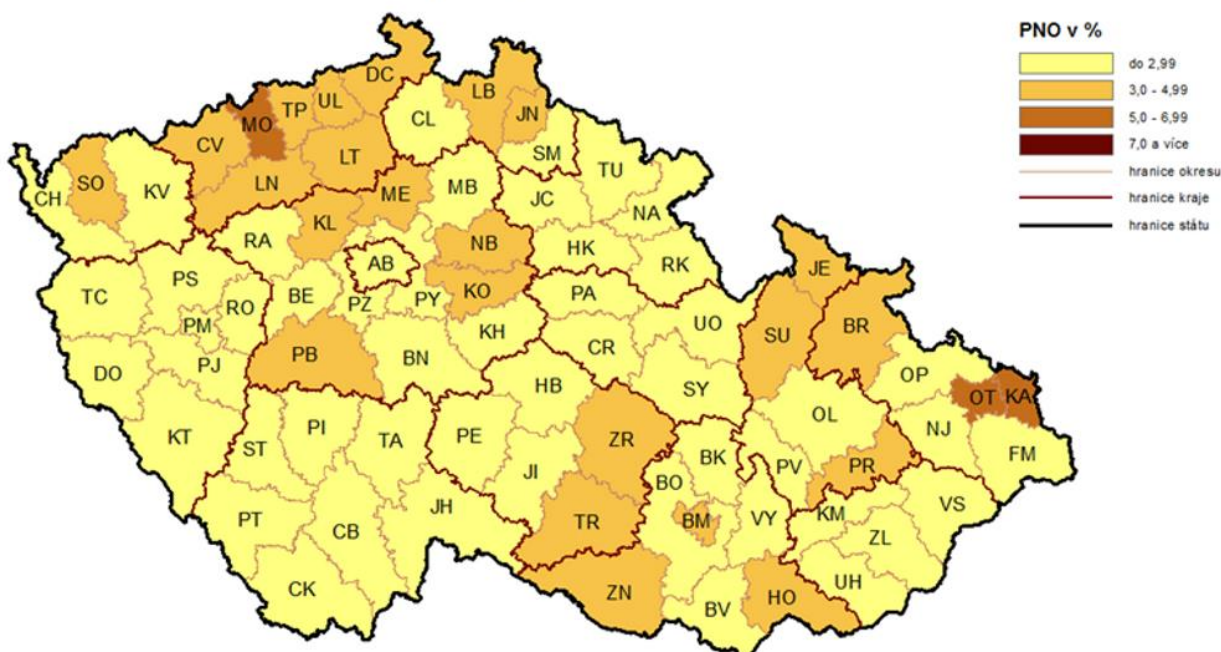 PNO v %
do 2,99
3,0 - 4,99
5,0 - 6,99
7,0 a více
hranice okresu
hranice kraje
hranice státu
DC
LB
UL
TP
JN
MO
CL
CV
LT
SM
TU
SO
LN
ME
MB
CH
KV
JC
NA
KL
RA
NB
HK
AB
RK
JE
PS
TC
BE
PZ
PY
KO
PA
RO
SU
BR
UO
PM
KH
PB
BN
CR
PJ
DO
OP
HB
SY
OT
KA
OL
PI
TA
ZR
NJ
KT
ST
PE
FM
BK
PV
PR
JI
BO
VS
JH
KM
TR
BM
VY
PT
CB
ZL
UH
CK
ZN
BV
HO